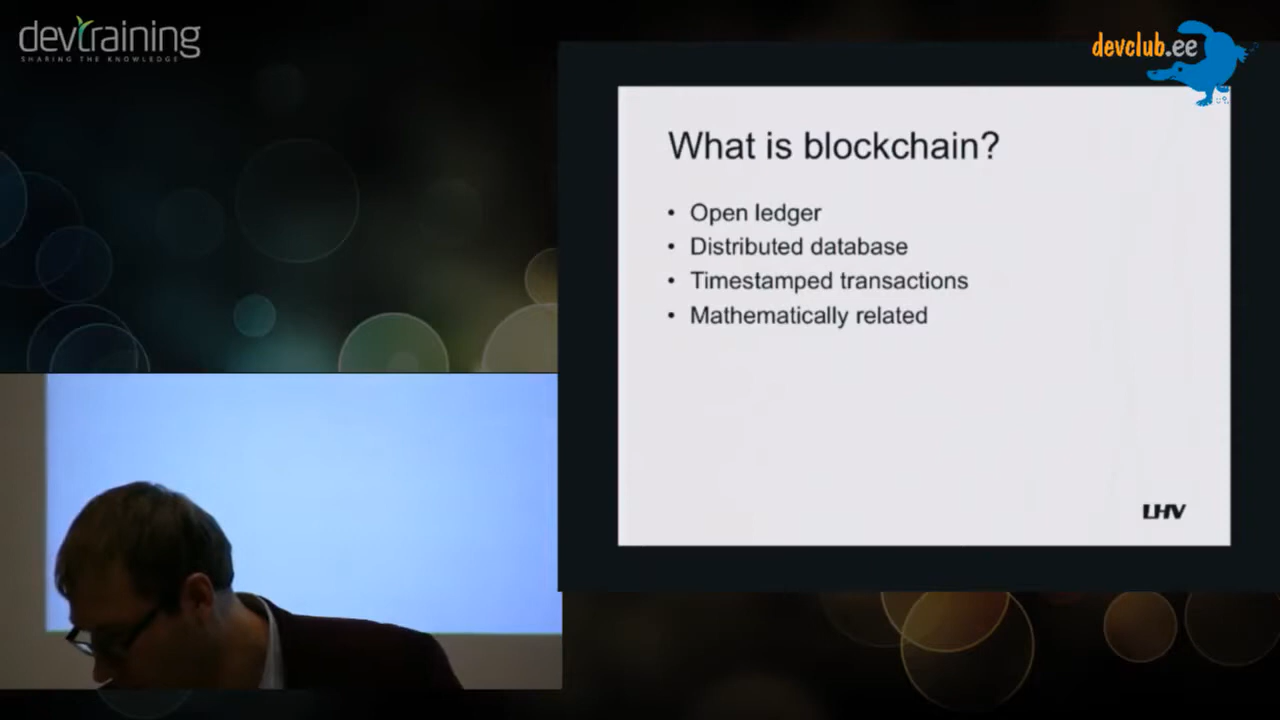 devtraining
SHARING THE KNOWLEDGE
devclub.ee
What is blockchain?
• Open ledger
• Distributed database
• Timestamped transactions
• Mathematically related
LHV